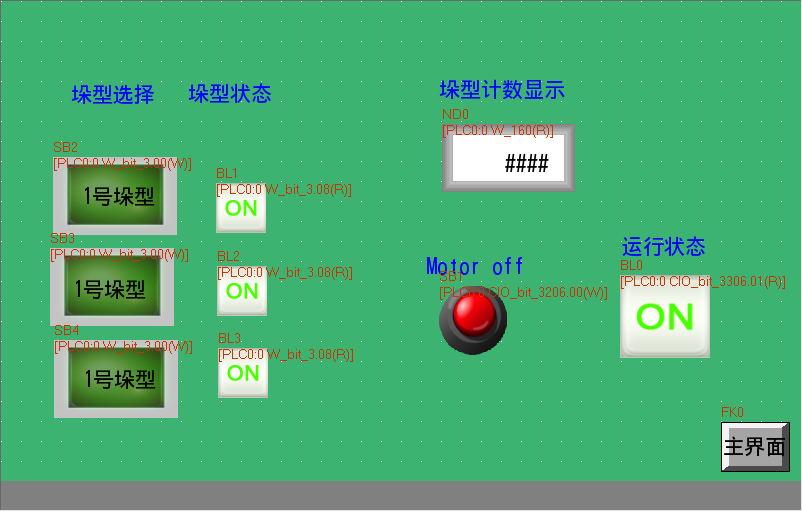 垛型选择
垛型状态
垛型计数显示
ND0
[PLC0:0 W_160(R)]
####
SB2
[PLC0:0 W_bit_3.00(W)]
1号垛型
BL1
[PLC0:0 W_bit_3.08(R)]
ON
SB3
[PLC0:0 W_bit_3.00(W)]
1号垛型
BL2
[PLC0:0 W_bit_3.08(R)]
ON
Motor off
SB1
[PLC0:0 CIO_bit_3206.00(W)]
运行状态
BL0
[PLC0:0 CIO_bit_3306.01(R)]
ON
SB4
[PLC0:0 W_bit_3.00(W)]
1号垛型
BL3
[PLC0:0 W_bit_3.08(R)]
ON
FK0
主界面